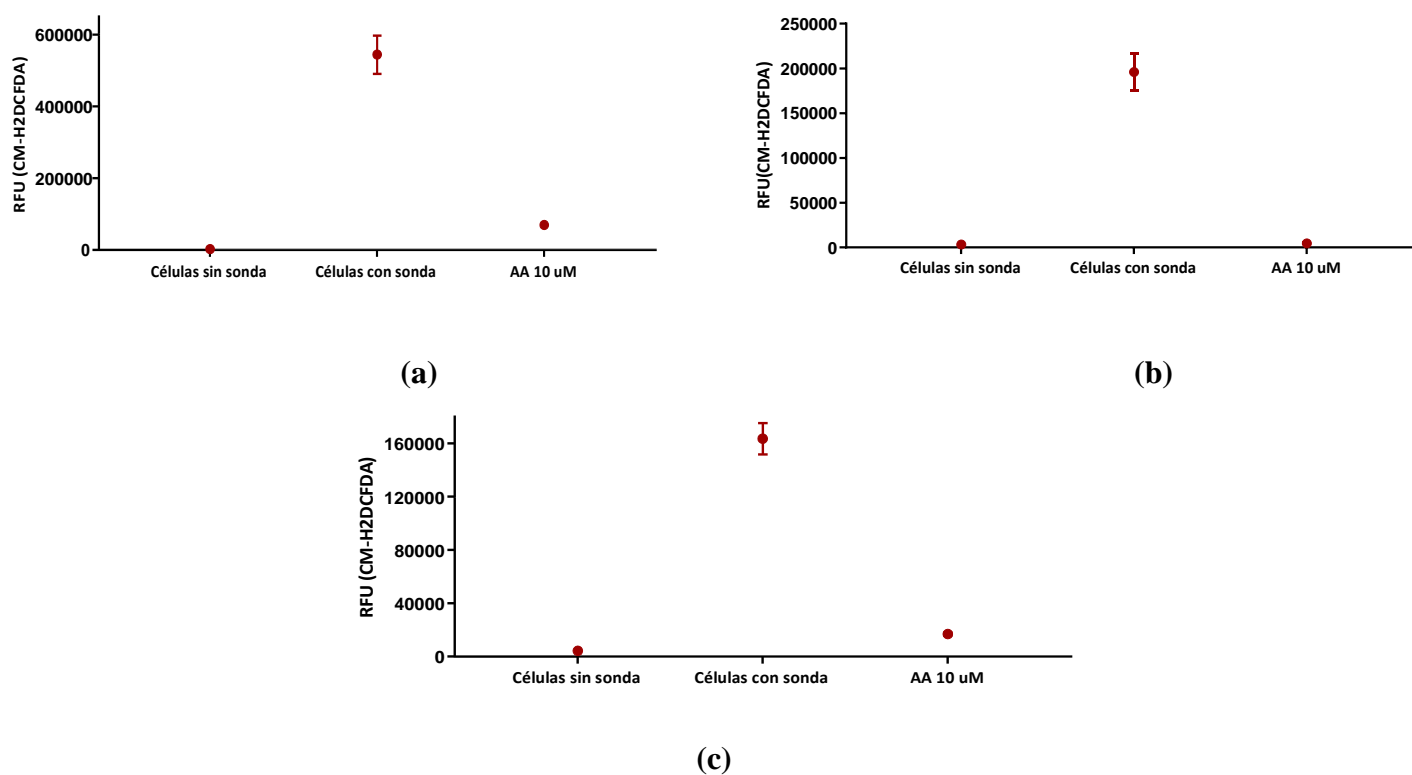 RFU (CM-H2DCFDA)
600000
400000
200000
0
Células sin sonda
Células con sonda
AA 10 uM
(a)
RFU(CM-H2DCFDA)
250000
200000
150000
100000
50000
0
Células sin sonda
Células con sonda
AA 10 uM
(b)
RFU (CM-H2DCFDA)
160000
120000
80000
40000
0
Células sin sonda
Células con sonda
AA 10 uM
(c)